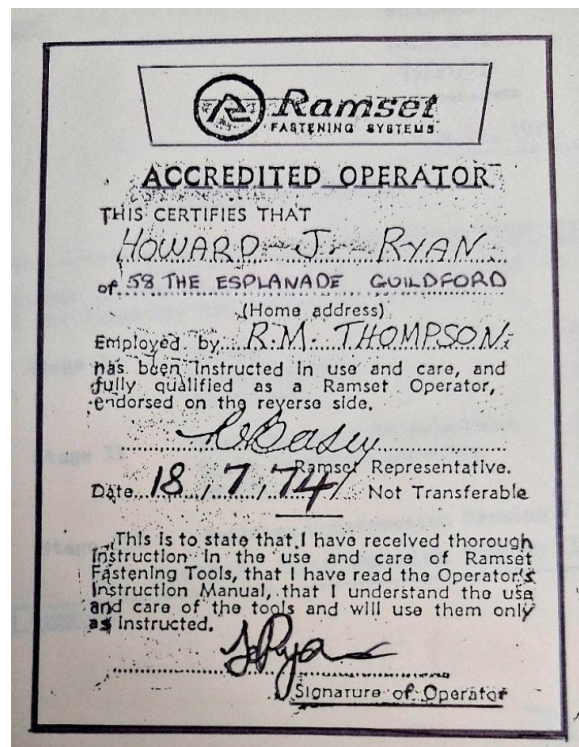 Ramset
FASTENING SYSTEMS
ACCREDITED OPERATOR
THIS CERTIFIES THAT
HOWARD J. RYAN.
of 58 THE ESPLANADE GUILDFORD
(Home address)
Employed by R.M. THOMPSON.
has been instructed in use and care, and
fully qualified as a Ramset Operator,
endorsed on the reverse side.
Ramset Representative.
Date 18 / 7 / 74 Not Transferable
This is to state that I have received thorough
instruction in the use and care of Ramset
Fastening Tools, that I have read the Operator's
Instruction Manual, that I understand the use
and care of the tools and will use them only
as instructed.
Signature of Operator